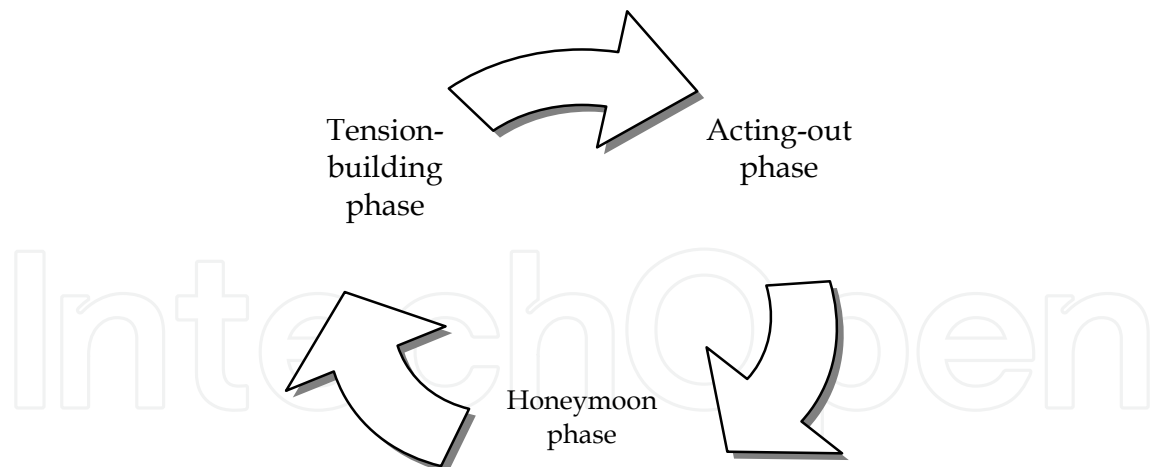 Tension-
building
phase
Acting-out
phase
Honeymoon
phase
IntechOpen